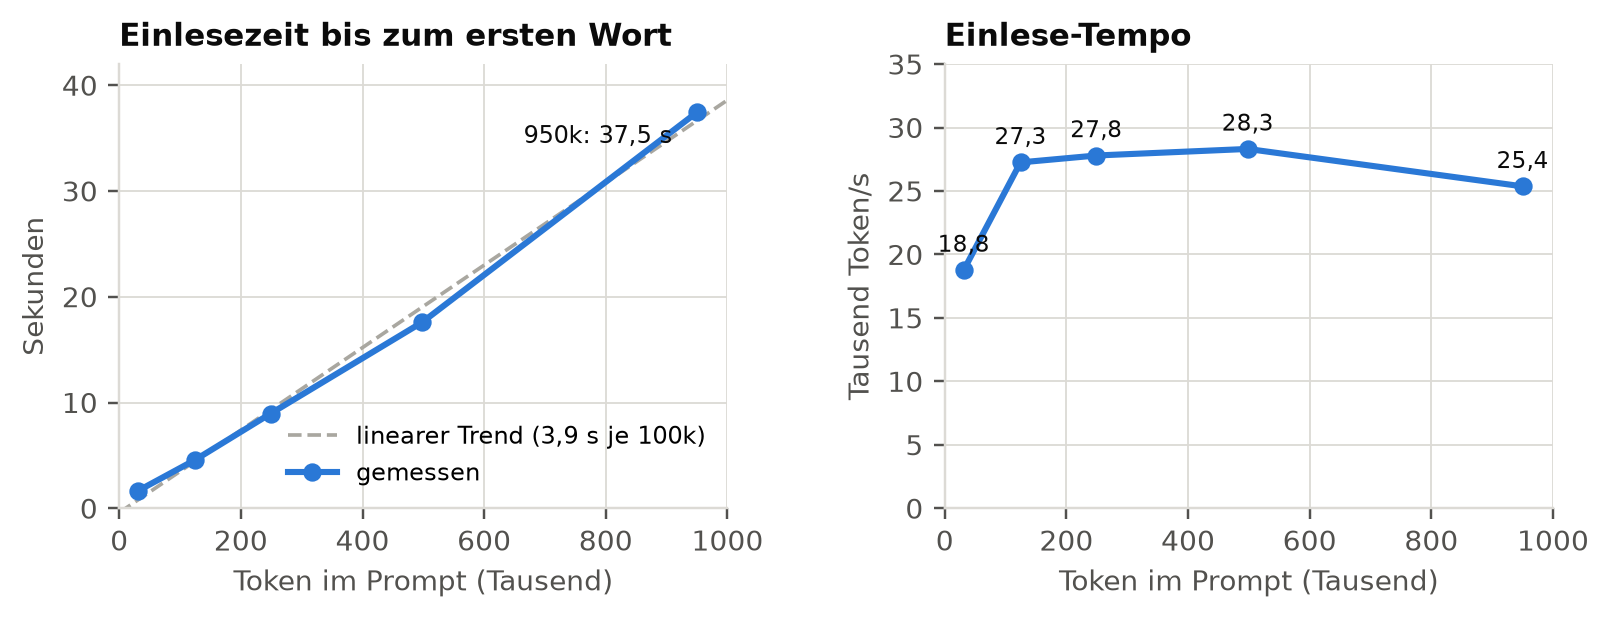 Einlesezeit bis zum ersten Wort
40
30
20
10
0
Sekunden
950k: 37,5 s
linearer Trend (3,9 s je 100k)
gemessen
0 200 400 600 800 1000
Token im Prompt (Tausend)
Einlese-Tempo
35
30
25
20
15
10
5
0
Tausend Token/s
18,8
27,3
27,8
28,3
25,4
0 200 400 600 800 1000
Token im Prompt (Tausend)